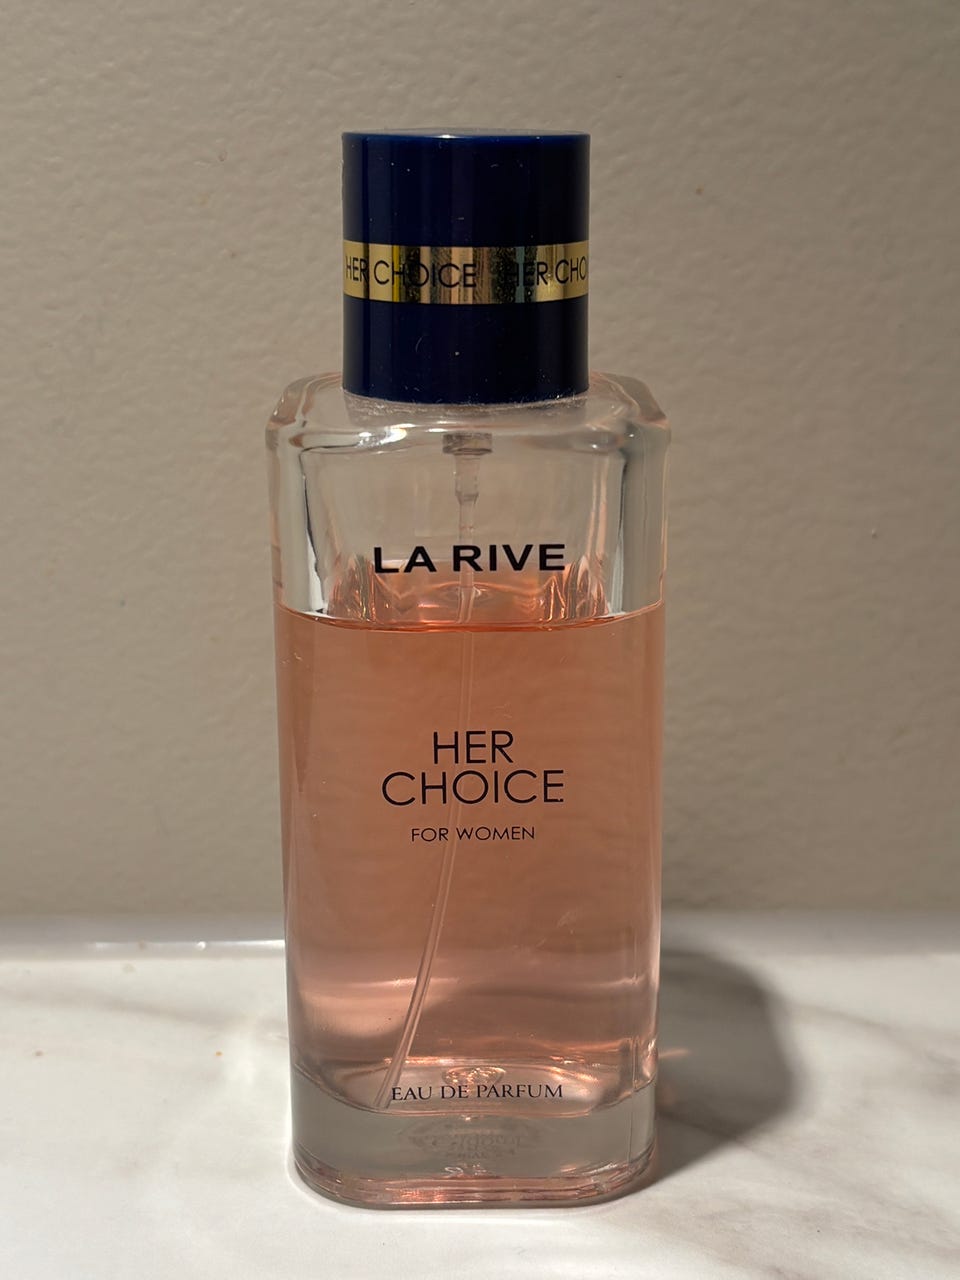 HER CHOICE HER CHO
LA RIVE
HER
CHOICE
FOR WOMEN
EAU DE PARFUM